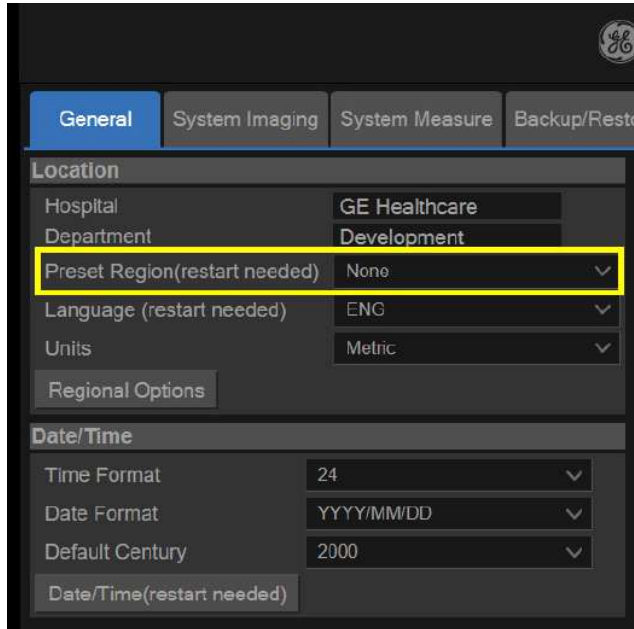 General System Imaging System Measure Backup/Resto
Location
Hospital GE Healthcare
Department Development
Preset Region(restart needed) None
Language (restart needed) ENG
Units Metric
Regional Options
Date/Time
Time Format 24
Date Format YYYY/MM/DD
Default Century 2000
Date/Time(restart needed)